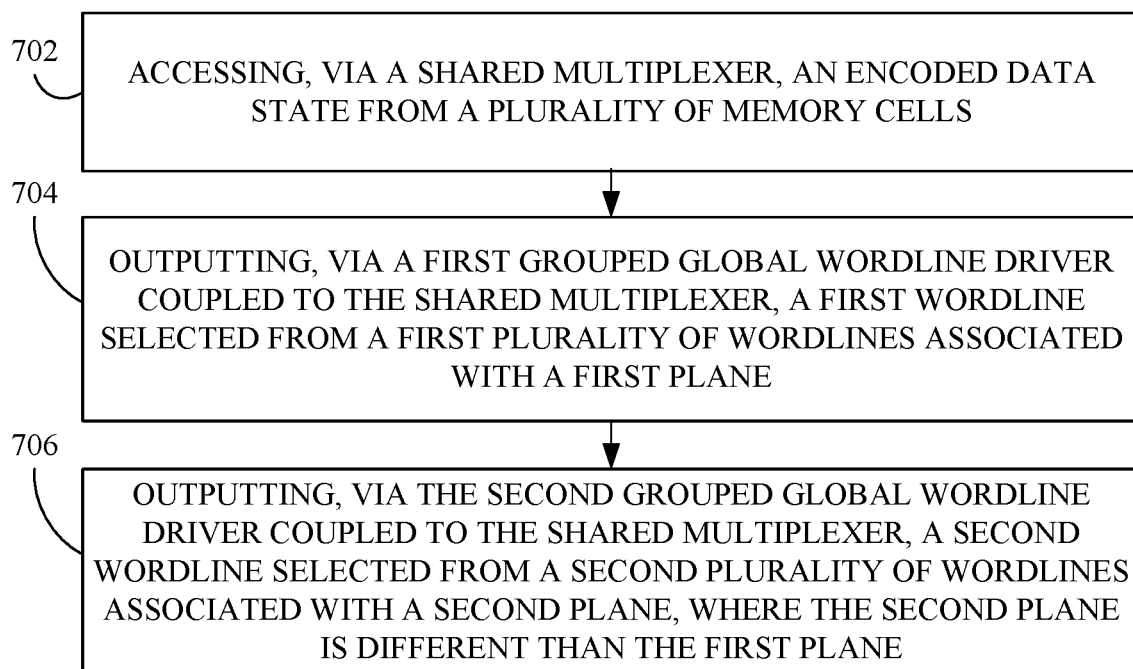 702
ACCESSING, VIA A SHARED MULTIPLEXER, AN ENCODED DATA
STATE FROM A PLURALITY OF MEMORY CELLS
704
OUTPUTTING, VIA A FIRST GROUPED GLOBAL WORDLINE DRIVER
COUPLED TO THE SHARED MULTIPLEXER, A FIRST WORDLINE
SELECTED FROM A FIRST PLURALITY OF WORDLINES ASSOCIATED
WITH A FIRST PLANE
706
OUTPUTTING, VIA THE SECOND GROUPED GLOBAL WORDLINE
DRIVER COUPLED TO THE SHARED MULTIPLEXER, A SECOND
WORDLINE SELECTED FROM A SECOND PLURALITY OF WORDLINES
ASSOCIATED WITH A SECOND PLANE, WHERE THE SECOND PLANE
IS DIFFERENT THAN THE FIRST PLANE